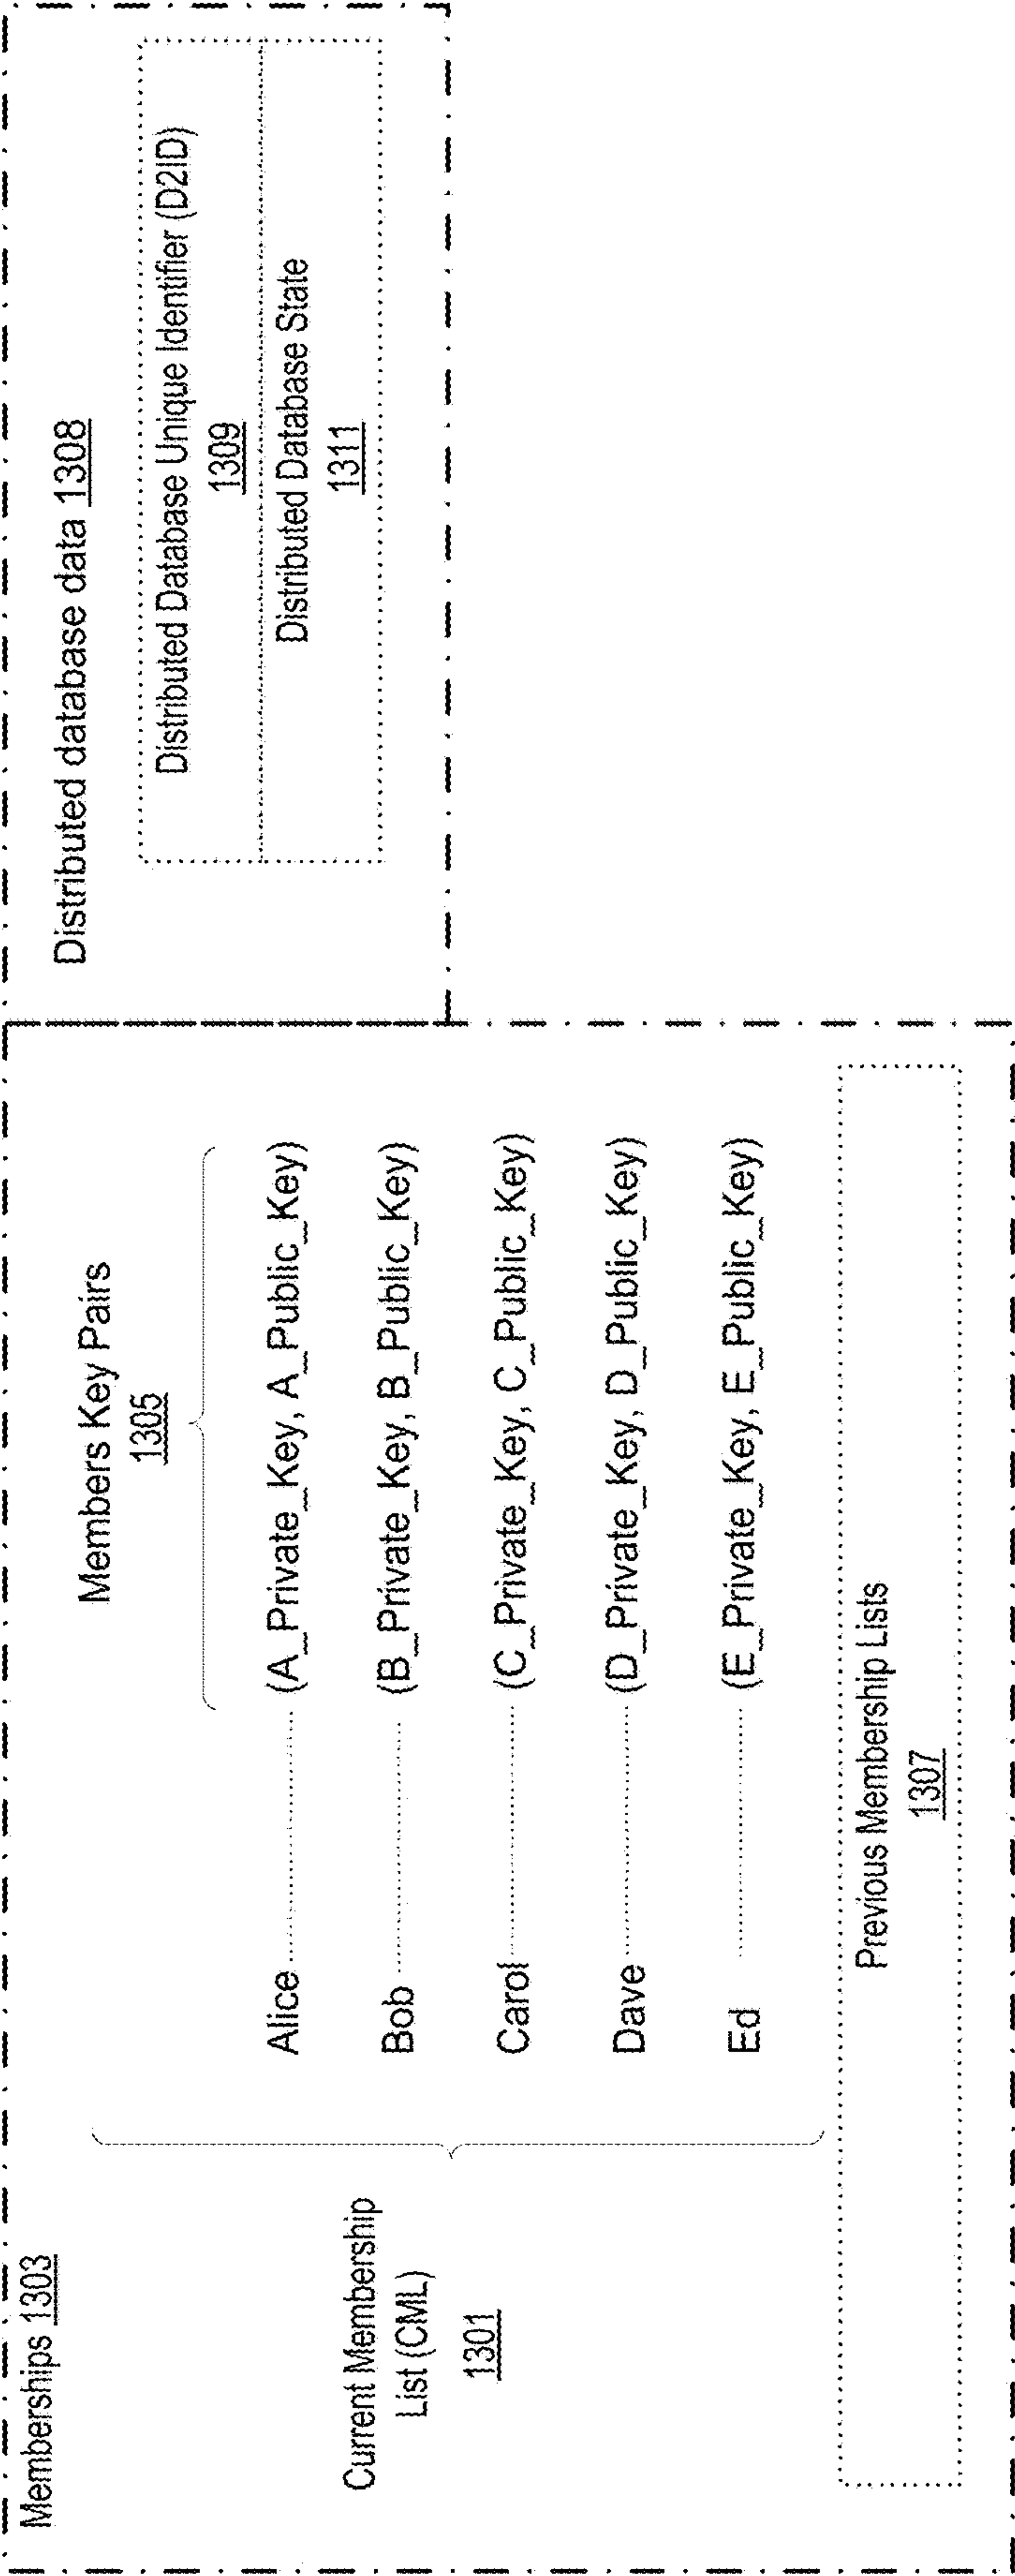 Memberships 1303
Current Membership
List (CML)
1301
Members Key Pairs
1305
Alice (A_Private_Key, A_Public_Key)
Bob (B_Private_Key, B_Public_Key)
Carol (C_Private_Key, C_Public_Key)
Dave (D_Private_Key, D_Public_Key)
Ed (E_Private_Key, E_Public_Key)
Previous Membership Lists
1307
Distributed database data 1308
Distributed Database Unique Identifier (D2ID)
1309
Distributed Database State
1311